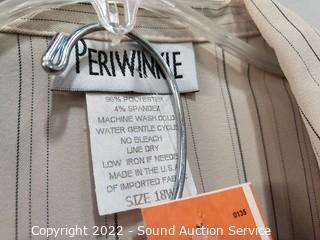 PERIWINKLE
96% POLYESTER
4% SPANDEX
MACHINE WASH COLD
WATER GENTLE CYCLE
NO BLEACH
LINE DRY
LOW IRON IF NEEDED
MADE IN THE U.S.A
OF IMPORTED FAB
SIZE 18W
0135
Copyright 2022 - Sound Auction Service